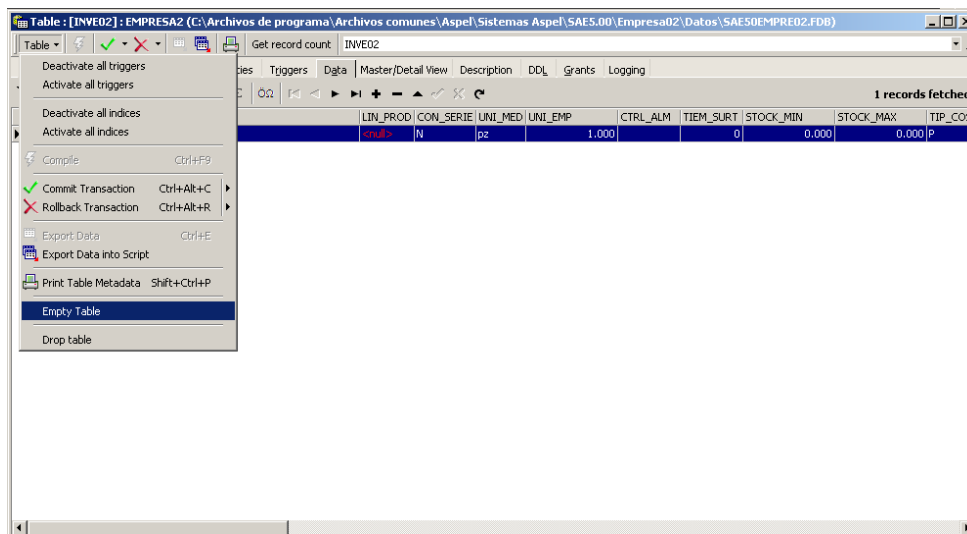 Table : [INVE02] : EMPRESA2 (C:\Archivos de programa\Archivos comunes\Aspel\Sistemas Aspel\SAE5.00\Empresa02\Datos\SAE50EMPRE02.FDB)
Table Get record count INVE02
Deactivate all triggers
Activate all triggers
Deactivate all indices
Activate all indices
Compile Ctrl+F9
Commit Transaction Ctrl+Alt+C
Rollback Transaction Ctrl+Alt+R
Export Data Ctrl+E
Export Data into Script
Print Table Metadata Shift+Ctrl+P
Empty Table
Drop table
cies Triggers Data Master/Detail View Description DDL Grants Logging
ÖΩ 1 records fetched
LIN_PROD CON_SERIE UNI_MED UNI_EMP CTRL_ALM TIEM_SURT STOCK_MIN STOCK_MAX TIP_CO
<null> N pz 1.000 0 0.000 0.000 P